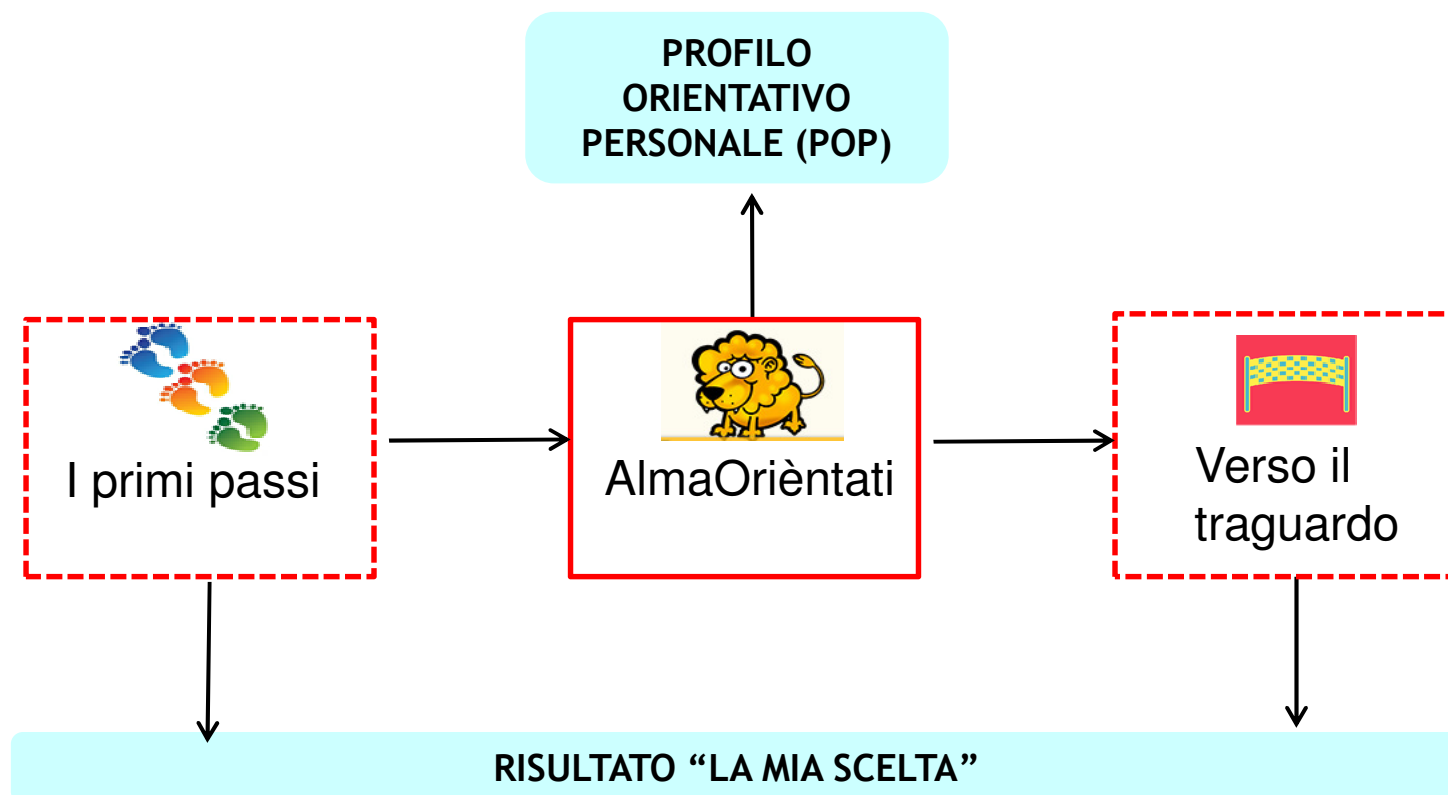 PROFILO
ORIENTATIVO
PERSONALE (POP)
I primi passi
AlmaOrièntati
Verso il
traguardo
RISULTATO “LA MIA SCELTA”